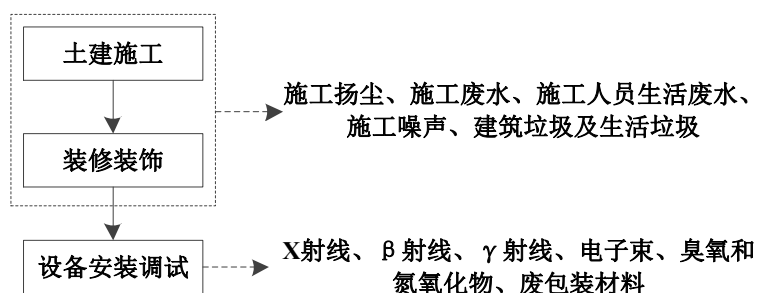 土建施工
施工扬尘、施工废水、施工人员生活废水、
施工噪声、建筑垃圾及生活垃圾
装修装饰
设备安装调试
X射线、β射线、γ射线、电子束、臭氧和
氮氧化物、废包装材料